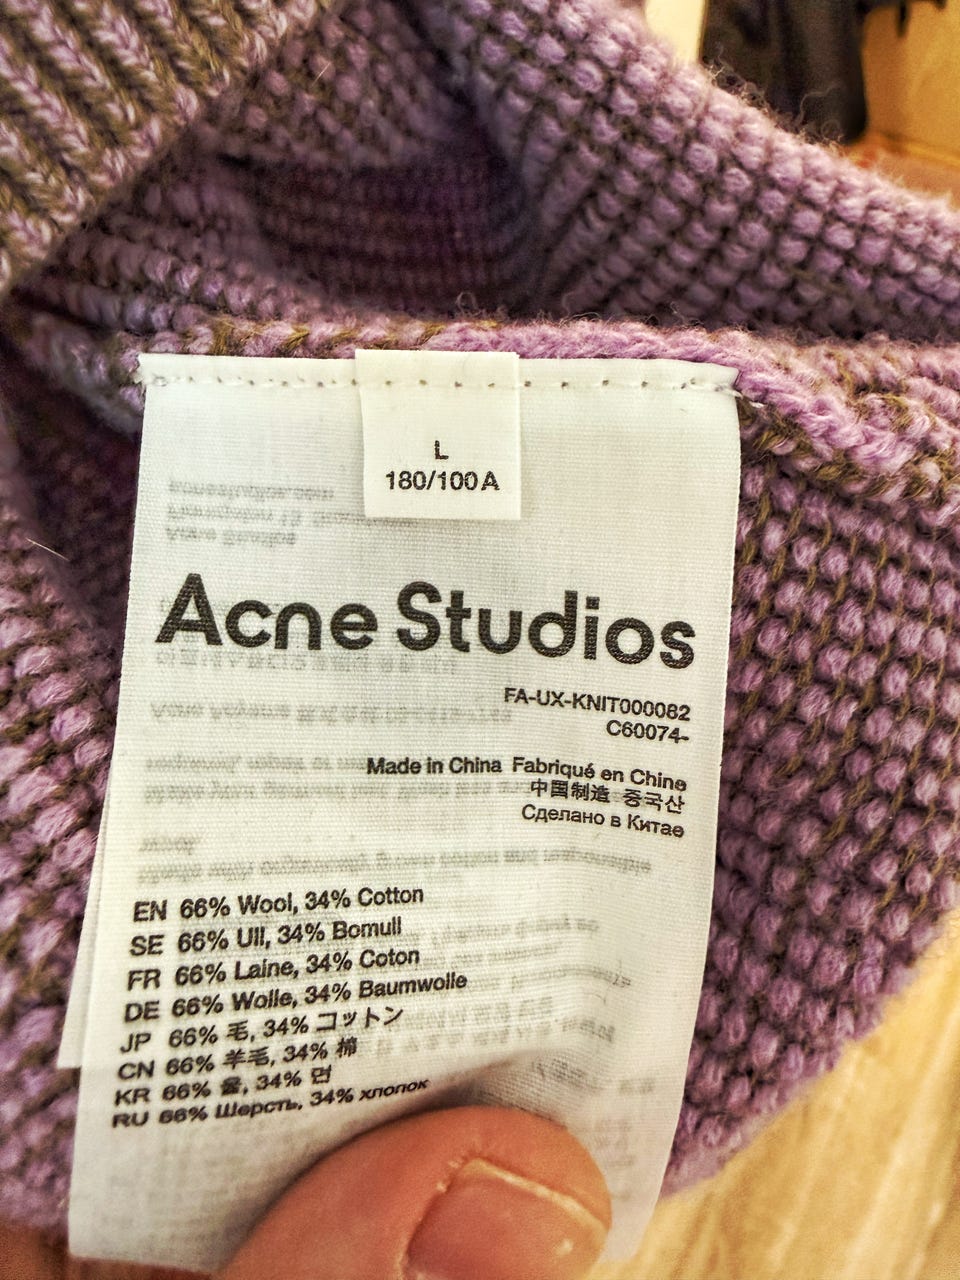 L
180/100A
Acne Studios
FA-UX-KNIT000082
C60074-
Made in China Fabriqué en Chine
中国制造 중국산
Сделано в Китае
EN 66% Wool, 34% Cotton
SE 66% Ull, 34% Bomull
FR 66% Laine, 34% Coton
DE 66% Wolle, 34% Baumwolle
JP 66% 毛, 34% コットン
CN 66% 羊毛, 34% 棉
KR 66% 울, 34% 면
RU 66% Шерсть, 34% хлопок